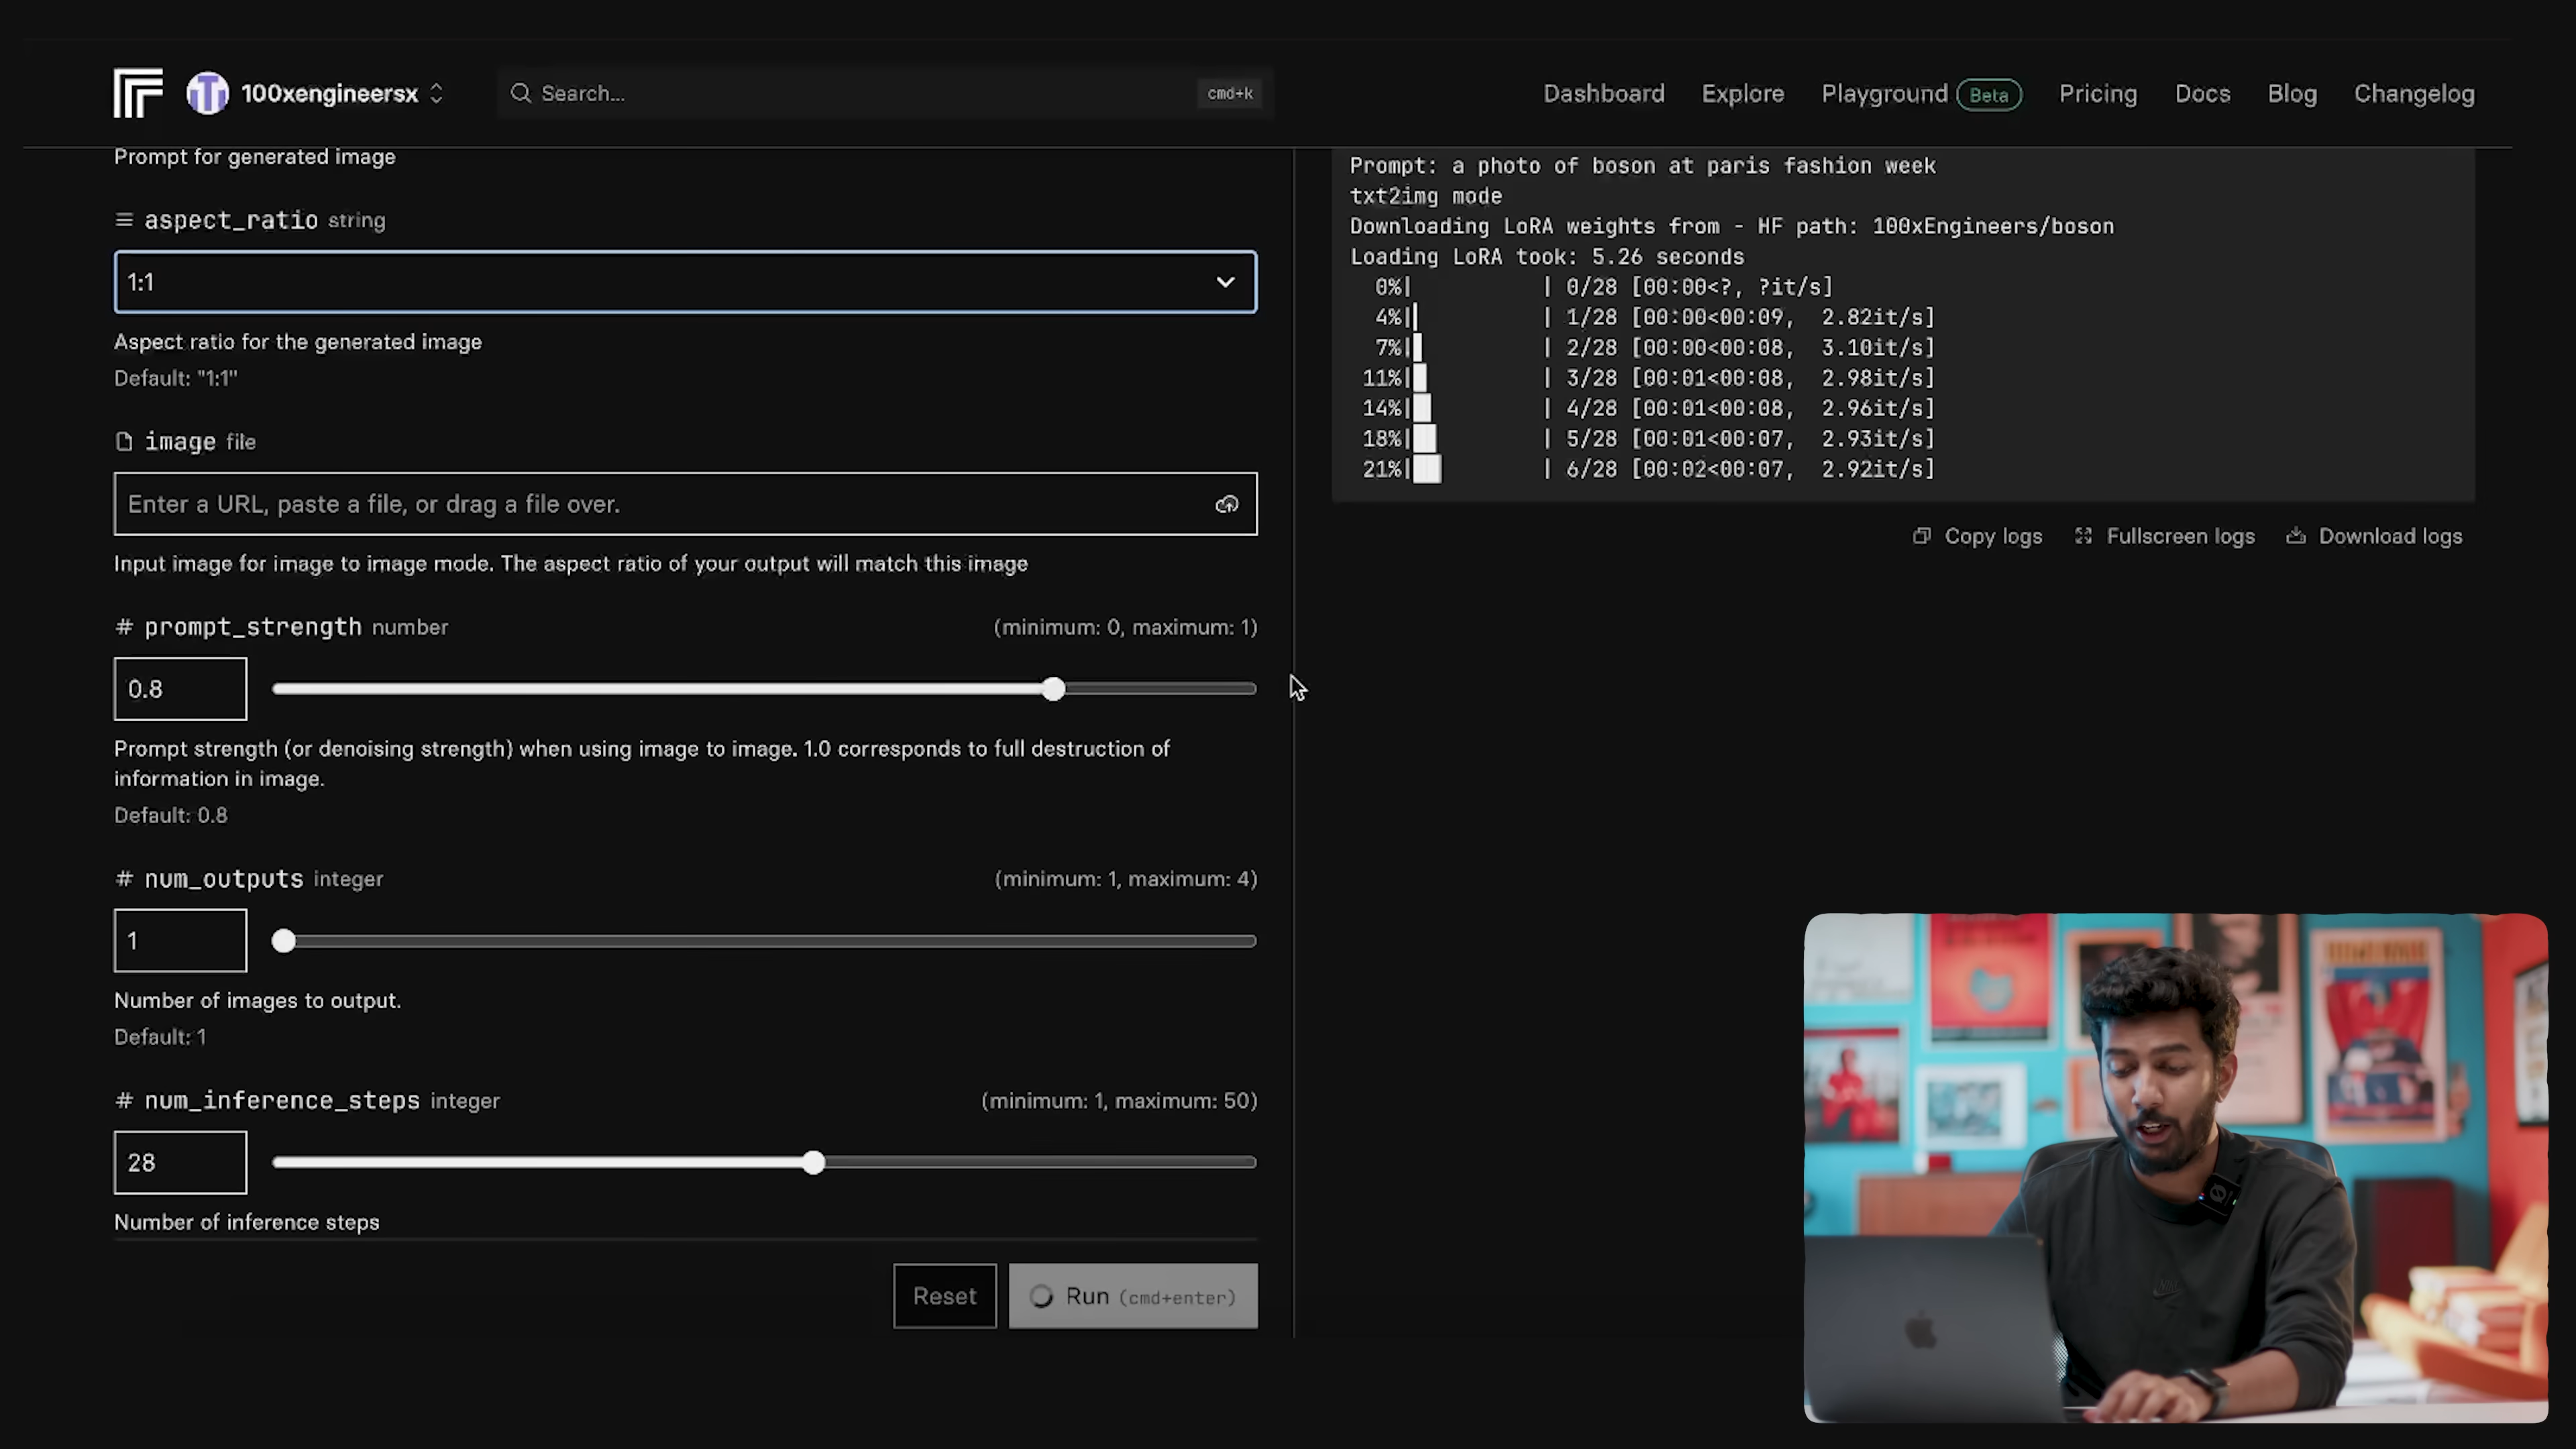 100xengineersx
Search...
cmd+k
Dashboard
Explore
Playground
Beta
Pricing
Docs
Blog
Changelog
Prompt for generated image
aspect_ratio string
1:1
Aspect ratio for the generated image
Default: "1:1"
image file
Enter a URL, paste a file, or drag a file over.
Input image for image to image mode. The aspect ratio of your output will match this image
# prompt_strength number
(minimum: 0, maximum: 1)
0.8
Prompt strength (or denoising strength) when using image to image. 1.0 corresponds to full destruction of
information in image.
Default: 0.8
# num_outputs integer
(minimum: 1, maximum: 4)
1
Number of images to output.
Default: 1
# num_inference_steps integer
(minimum: 1, maximum: 50)
28
Number of inference steps
Reset
Run (cmd+enter)
Prompt: a photo of boson at paris fashion week
txt2img mode
Downloading LoRA weights from - HF path: 100xEngineers/boson
Loading LoRA took: 5.26 seconds
0%| | 0/28 [00:00<?, ?it/s]
4%| | 1/28 [00:00<00:09, 2.82it/s]
7%| | 2/28 [00:00<00:08, 3.10it/s]
11%| | 3/28 [00:01<00:08, 2.98it/s]
14%| | 4/28 [00:01<00:08, 2.96it/s]
18%| | 5/28 [00:01<00:07, 2.93it/s]
21%| | 6/28 [00:02<00:07, 2.92it/s]
Copy logs
Fullscreen logs
Download logs